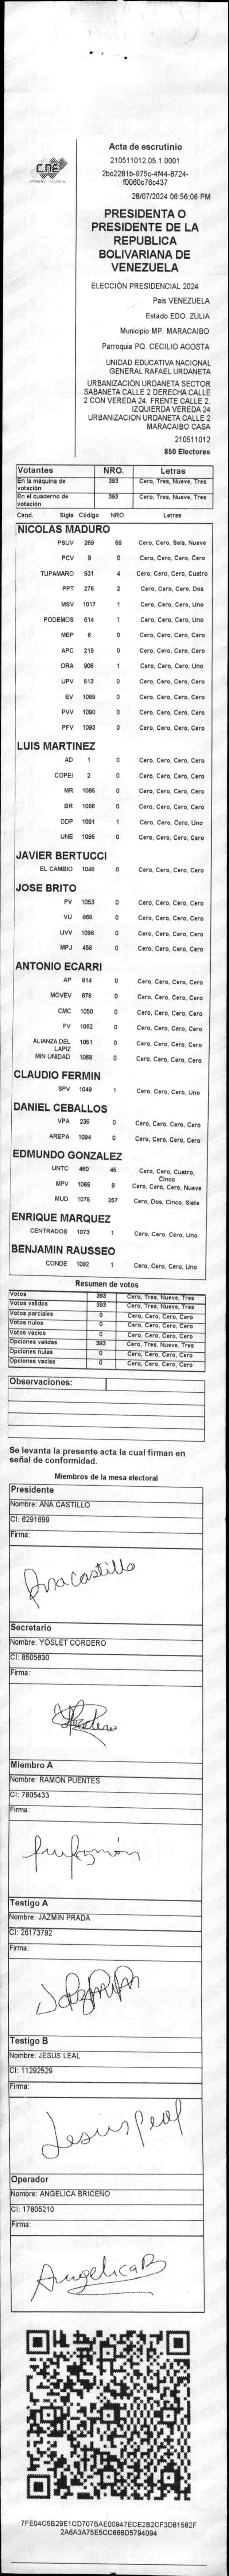 CNE
Acta de escrutinio
210511012.05.1.0001
2bc2281b-975c-4f44-8724-
f0060c76c437
28/07/2024 06:56:06 PM
PRESIDENTA O
PRESIDENTE DE LA
REPUBLICA
BOLIVARIANA DE
VENEZUELA
ELECCIÓN PRESIDENCIAL 2024
Pais VENEZUELA
Estado EDO. ZULIA
Municipio MP. MARACAIBO
Parroquia PQ. CECILIO ACOSTA
UNIDAD EDUCATIVA NACIONAL
GENERAL RAFAEL URDANETA
URBANIZACION URDANETA SECTOR
SABANETA CALLE 2 DERECHA CALLE
2 CON VEREDA 24. FRENTE CALLE 2.
IZQUIERDA VEREDA 24
URBANIZACION URDANETA CALLE 2
MARACAIBO CASA
210511012
850 Electores
Votantes NRO. Letras
En la máquina de votación 393 Cero, Tres, Nueve, Tres
En el cuaderno de votación 393 Cero, Tres, Nueve, Tres
Cand. Sigla Código NRO. Letras
NICOLAS MADURO
PSUV 269 69 Cero, Cero, Seis, Nueve
PCV 9 0 Cero, Cero, Cero, Cero
TUPAMARO 931 4 Cero, Cero, Cero, Cuatro
PPT 276 2 Cero, Cero, Cero, Dos
MSV 1017 1 Cero, Cero, Cero, Uno
PODEMOS 514 1 Cero, Cero, Cero, Uno
MEP 6 0 Cero, Cero, Cero, Cero
APC 219 0 Cero, Cero, Cero, Cero
ORA 906 1 Cero, Cero, Cero, Uno
UPV 513 0 Cero, Cero, Cero, Cero
EV 1089 0 Cero, Cero, Cero, Cero
PVV 1090 0 Cero, Cero, Cero, Cero
PFV 1093 0 Cero, Cero, Cero, Cero
LUIS MARTINEZ
AD 1 0 Cero, Cero, Cero, Cero
COPEI 2 0 Cero, Cero, Cero, Cero
MR 1065 0 Cero, Cero, Cero, Cero
BR 1066 0 Cero, Cero, Cero, Cero
DDP 1091 1 Cero, Cero, Cero, Uno
UNE 1095 0 Cero, Cero, Cero, Cero
JAVIER BERTUCCI
EL CAMBIO 1048 0 Cero, Cero, Cero, Cero
JOSE BRITO
PV 1053 0 Cero, Cero, Cero, Cero
VU 868 0 Cero, Cero, Cero, Cero
UVV 1096 0 Cero, Cero, Cero, Cero
MPJ 458 0 Cero, Cero, Cero, Cero
ANTONIO ECARRI
AP 814 0 Cero, Cero, Cero, Cero
MOVEV 878 0 Cero, Cero, Cero, Cero
CMC 1050 0 Cero, Cero, Cero, Cero
FV 1062 0 Cero, Cero, Cero, Cero
ALIANZA DEL LAPIZ 1051 0 Cero, Cero, Cero, Cero
MIN UNIDAD 1068 0 Cero, Cero, Cero, Cero
CLAUDIO FERMIN
SPV 1049 1 Cero, Cero, Cero, Uno
DANIEL CEBALLOS
VPA 236 0 Cero, Cero, Cero, Cero
AREPA 1094 0 Cero, Cero, Cero, Cero
EDMUNDO GONZALEZ
UNTC 460 45 Cero, Cero, Cuatro, Cinco
MPV 1069 9 Cero, Cero, Cero, Nueve
MUD 1075 257 Cero, Dos, Cinco, Siete
ENRIQUE MARQUEZ
CENTRADOS 1073 1 Cero, Cero, Cero, Uno
BENJAMIN RAUSSEO
CONDE 1092 1 Cero, Cero, Cero, Uno
Resumen de votos
Votos 393 Cero, Tres, Nueve, Tres
Votos validos 393 Cero, Tres, Nueve, Tres
Votos parciales 0 Cero, Cero, Cero, Cero
Votos nulos 0 Cero, Cero, Cero, Cero
Votos vacios 0 Cero, Cero, Cero, Cero
Opciones validas 393 Cero, Tres, Nueve, Tres
Opciones nulas 0 Cero, Cero, Cero, Cero
Opciones vacias 0 Cero, Cero, Cero, Cero
Observaciones:
Se levanta la presente acta la cual firman en
señal de conformidad.
Miembros de la mesa electoral
Presidente
Nombre: ANA CASTILLO
CI: 6291699
Firma:
Ana castillo
Secretario
Nombre: YOSLET CORDERO
CI: 8505830
Firma:
Miembro A
Nombre: RAMON PUENTES
CI: 7605433
Firma:
Testigo A
Nombre: JAZMIN PRADA
CI: 26173792
Firma:
Testigo B
Nombre: JESUS LEAL
CI: 11292529
Firma:
Jesus Leal
Operador
Nombre: ANGELICA BRICEÑO
CI: 17805210
Firma:
Angelica B
7FE04C5B29E1CD707BAE00947ECE2B2CF3D81582F
2A6A3A75E5CC668D5794094